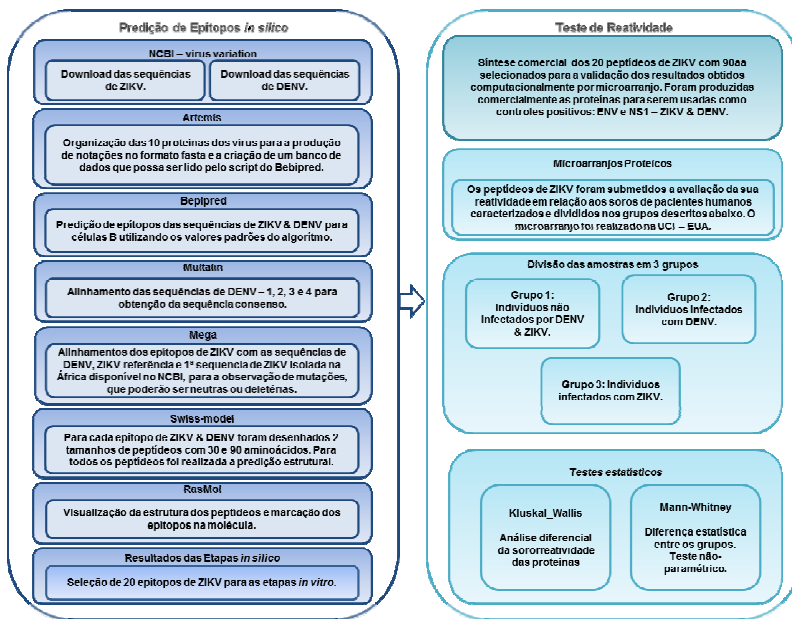 Predição de Epítopos in silico
NCBI – virus variation
Download das sequências
de ZIKV.
Download das sequências
de DENV.
Artemis
Organização das 10 proteínas dos vírus para a produção
de notações no formato fasta e a criação de um banco de
dados que possa ser lido pelo script do Bebipred.
Bepipred
Predição de epítopos das sequências de ZIKV & DENV para
células B utilizando os valores padrões do algoritmo.
Multalin
Alinhamento das sequências de DENV – 1, 2, 3 e 4 para
obtenção da sequência consenso.
Mega
Alinhamentos dos epítopos de ZIKV com as sequências de
DENV, ZIKV referência e 1ª sequencia de ZIKV isolada na
África disponível no NCBI, para a observação de mutações,
que poderão ser neutras ou deletérias.
Swiss-model
Para cada epítopo de ZIKV & DENV foram desenhados 2
tamanhos de peptídeos com 30 e 90 aminoácidos. Para
todos os peptídeos foi realizada a predição estrutural.
RasMol
Visualização da estrutura dos peptídeos e marcação dos
epítopos na molécula.
Resultados das Etapas in silico
Seleção de 20 epítopos de ZIKV para as etapas in vitro.
Teste de Reatividade
Síntese comercial dos 20 peptídeos de ZIKV com 90aa
selecionados para a validação dos resultados obtidos
computacionalmente por microarranjo. Foram produzidas
comercialmente as proteínas para serem usadas como
controles positivos: ENV e NS1 – ZIKV & DENV.
Microarranjos Proteicos
Os peptídeos de ZIKV foram submetidos a avaliação da sua
reatividade em relação aos soros de pacientes humanos
caracterizados e divididos nos grupos descritos abaixo. O
microarranjo foi realizado na UCI – EUA.
Divisão das amostras em 3 grupos
Grupo 1:
Indivíduos não
infectados por DENV
& ZIKV.
Grupo 2:
Indivíduos Infectados
com DENV.
Grupo 3: Indivíduos
infectados com ZIKV.
Testes estatísticos
Kluskal_Wallis
Análise diferencial
da sororreatividade
das proteínas
Mann-Whitney
Diferença estatística
entre os grupos.
Teste não-
paramétrico.